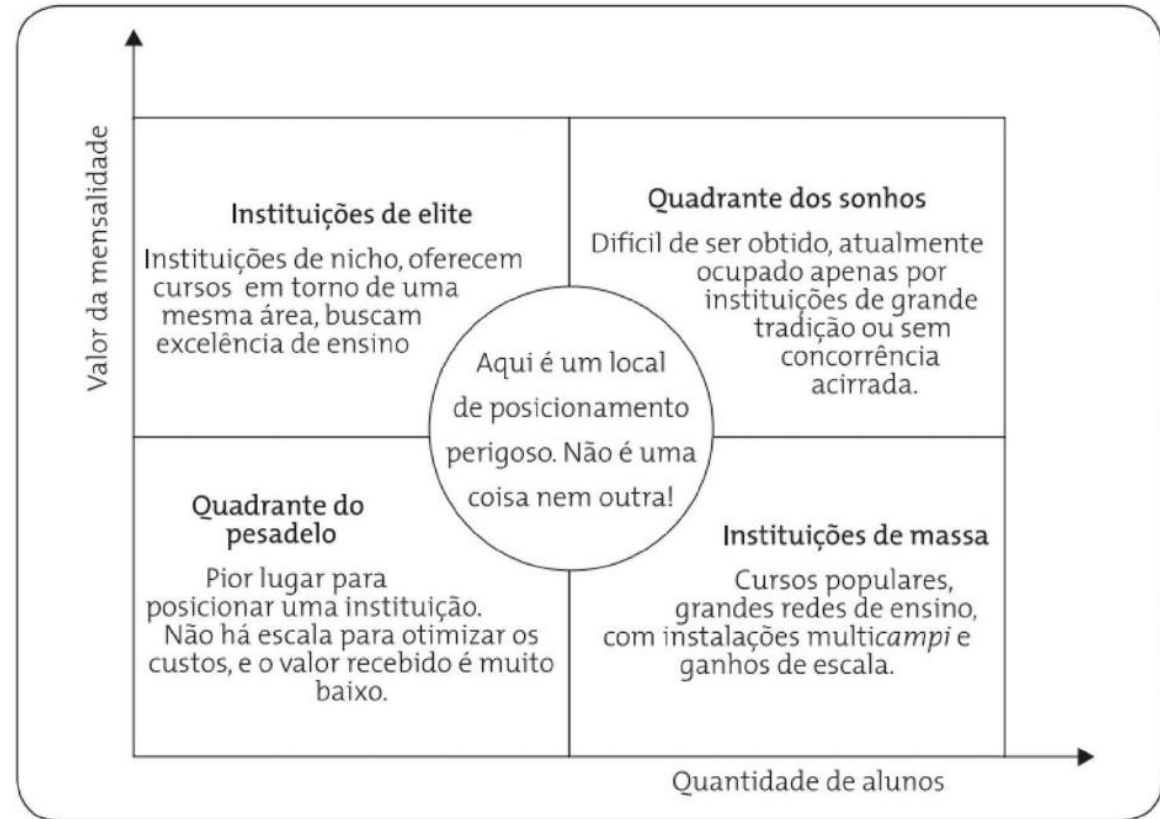 Valor da mensalidade
Instituições de elite
Instituições de nicho, oferecem
cursos em torno de uma
mesma área, buscam
excelência de ensino
Quadrante dos sonhos
Difícil de ser obtido, atualmente
ocupado apenas por
instituições de grande
tradição ou sem
concorrência
acirrada.
Aqui é um local
de posicionamento
perigoso. Não é uma
coisa nem outra!
Quadrante do
pesadelo
Pior lugar para
posicionar uma instituição.
Não há escala para otimizar os
custos, e o valor recebido é muito
baixo.
Instituições de massa
Cursos populares,
grandes redes de ensino,
com instalações multicampi e
ganhos de escala.
Quantidade de alunos